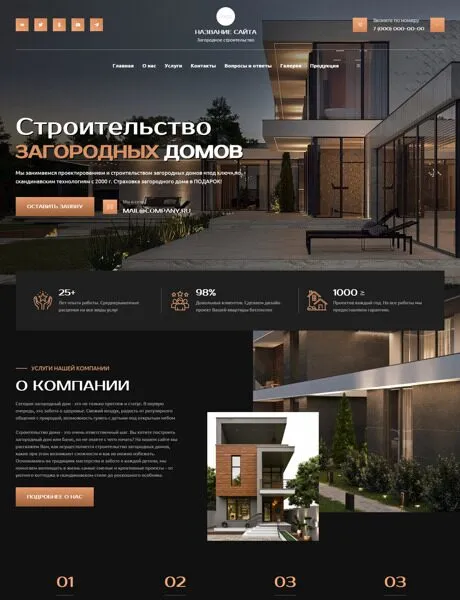 НАЗВАНИЕ САЙТА
Загородное строительство
Звоните по номеру
7 (000) 000-00-00
Главная О нас Услуги Контакты Вопросы и ответы Галерея Продукция
Строительство
ЗАГОРОДНЫХ ДОМОВ
Мы занимаемся проектированием и строительством загородных домов «под ключ» по
скандинавским технологиям с 2000 г. Страховка загородного дома в ПОДАРОК!
ОСТАВИТЬ ЗАЯВКУ
MAIL@COMPANY.RU
25+
Лет опыта работы. Среднерыночные
расценки на все виды услуг
98%
Довольных клиентов. Сделаем дизайн
проект Вашей квартиры бесплатно
1000 ≥
Проектов каждый год. На все работы мы
предоставляем гарантию.
УСЛУГИ НАШЕЙ КОМПАНИИ
О КОМПАНИИ
Сегодня загородный дом - это не только престиж и статус. В первую
очередь, это забота о здоровье. Свежий воздух, радость от регулярного
общения с природой, возможность гулять с детьми под открытым небом
Строительство дома - это очень ответственный шаг. Вы хотите построить
загородный дом или баню, но не знаете с чего начать? На нашем сайте мы
расскажем Вам, как осуществляется строительство загородных домов,
какие при этом возникают сложности и как их можно избежать.
Основываясь на традициях мастерства и заботе о каждой детали, мы
помогаем воплощать в жизнь самые смелые и креативные проекты - от
уютного коттеджа в скандинавском стиле до роскошного особняка.
ПОДРОБНЕЕ О НАС
01 02 03 03